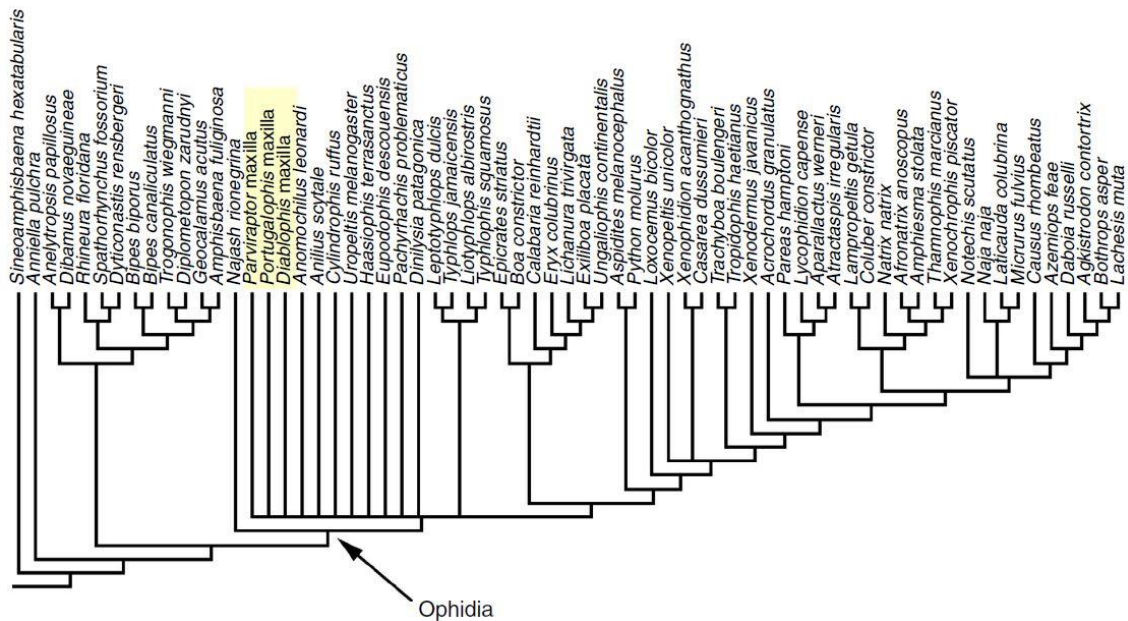 Sineoamphisbaena hexatabularis
Anniella pulchra
Anelytropsis papillosus
Dibamus novaeguineae
Rhineura floridana
Spathorhynchus fossorium
Dyticonastis rensbergeri
Bipes biporus
Bipes canaliculatus
Trogonophis wiegmanni
Diplometopon zarudnyi
Geocalamus acutus
Amphisbaena fuliginosa
Najash rionegrina
Parviraptor maxilla
Portugalophis maxilla
Diablophis maxilla
Anomochilus leonardi
Anilius scytale
Cylindrophis ruffus
Uropeltis melanogaster
Haasiophis terrasanctus
Eupodophis descouensis
Pachyrhachis problematicus
Dinilysia patagonica
Leptotyphlops dulcis
Typhlops jamaicensis
Liotyphlops albirostris
Typhlophis squamosus
Epicrates striatus
Boa constrictor
Calabaria reinhardtii
Eryx colubrinus
Lichanura trivirgata
Exiliboa placata
Ungaliophis continentalis
Aspidites melanocephalus
Python molurus
Loxocemus bicolor
Xenopeltis unicolor
Xenophidion acanthognathus
Casarea dussumieri
Trachyboa boulengeri
Tropidophis haetianus
Xenodermus javanicus
Acrochordus granulatus
Pareas hamptoni
Lycophidion capense
Aparallactus werneri
Atractaspis irregularis
Lampropeltis getula
Coluber constrictor
Natrix natrix
Afronatrix anoscopus
Amphiesma stolata
Thamnophis marcianus
Xenochrophis piscator
Notechis scutatus
Naja naja
Laticauda colubrina
Micrurus fulvius
Causus rhombeatus
Azemiops feae
Daboia russelli
Agkistrodon contortrix
Bothrops asper
Lachesis muta
Ophidia